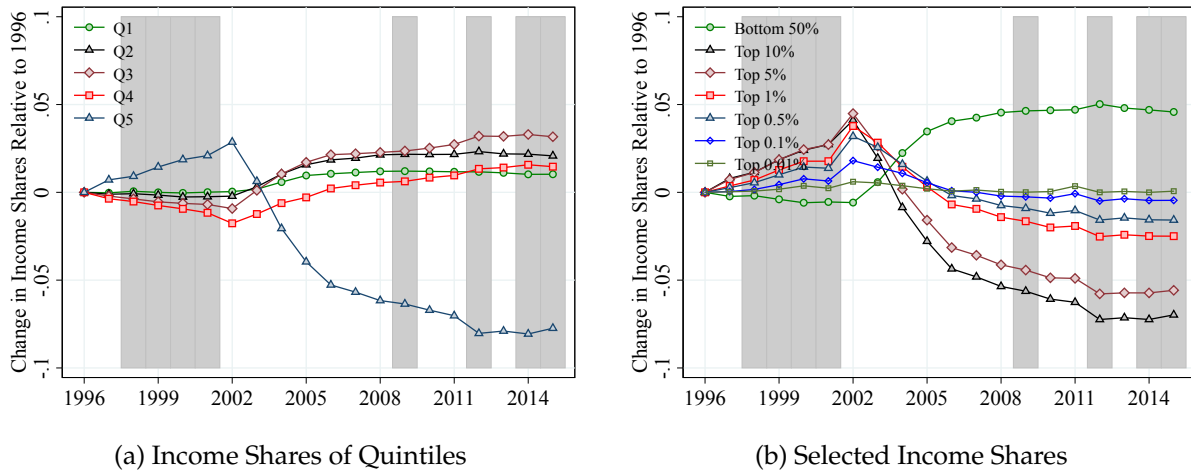 Change in Income Shares Relative to 1996
.1
.05
0
-.05
-.1
Q1
Q2
Q3
Q4
Q5
1996 1999 2002 2005 2008 2011 2014
(a) Income Shares of Quintiles
Change in Income Shares Relative to 1996
.1
.05
0
-.05
-.1
Bottom 50%
Top 10%
Top 5%
Top 1%
Top 0.5%
Top 0.1%
Top 0.01%
1996 1999 2002 2005 2008 2011 2014
(b) Selected Income Shares